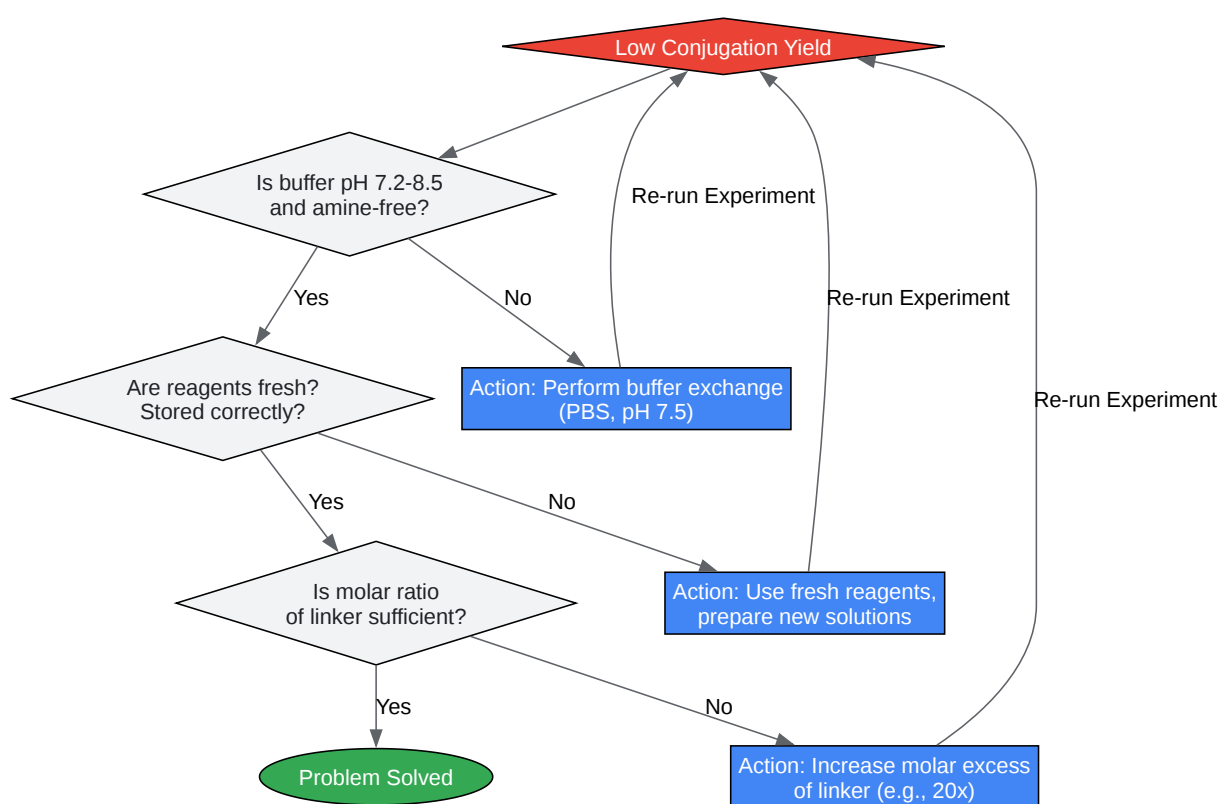 Low Conjugation Yield
Is buffer pH 7.2-8.5
and amine-free?
Re-run Experiment
Yes
No
Re-run Experiment
Are reagents fresh?
Stored correctly?
Action: Perform buffer exchange
(PBS, pH 7.5)
Re-run Experiment
Yes
No
Is molar ratio
of linker sufficient?
Action: Use fresh reagents,
prepare new solutions
Yes
No
Problem Solved
Action: Increase molar excess
of linker (e.g., 20x)